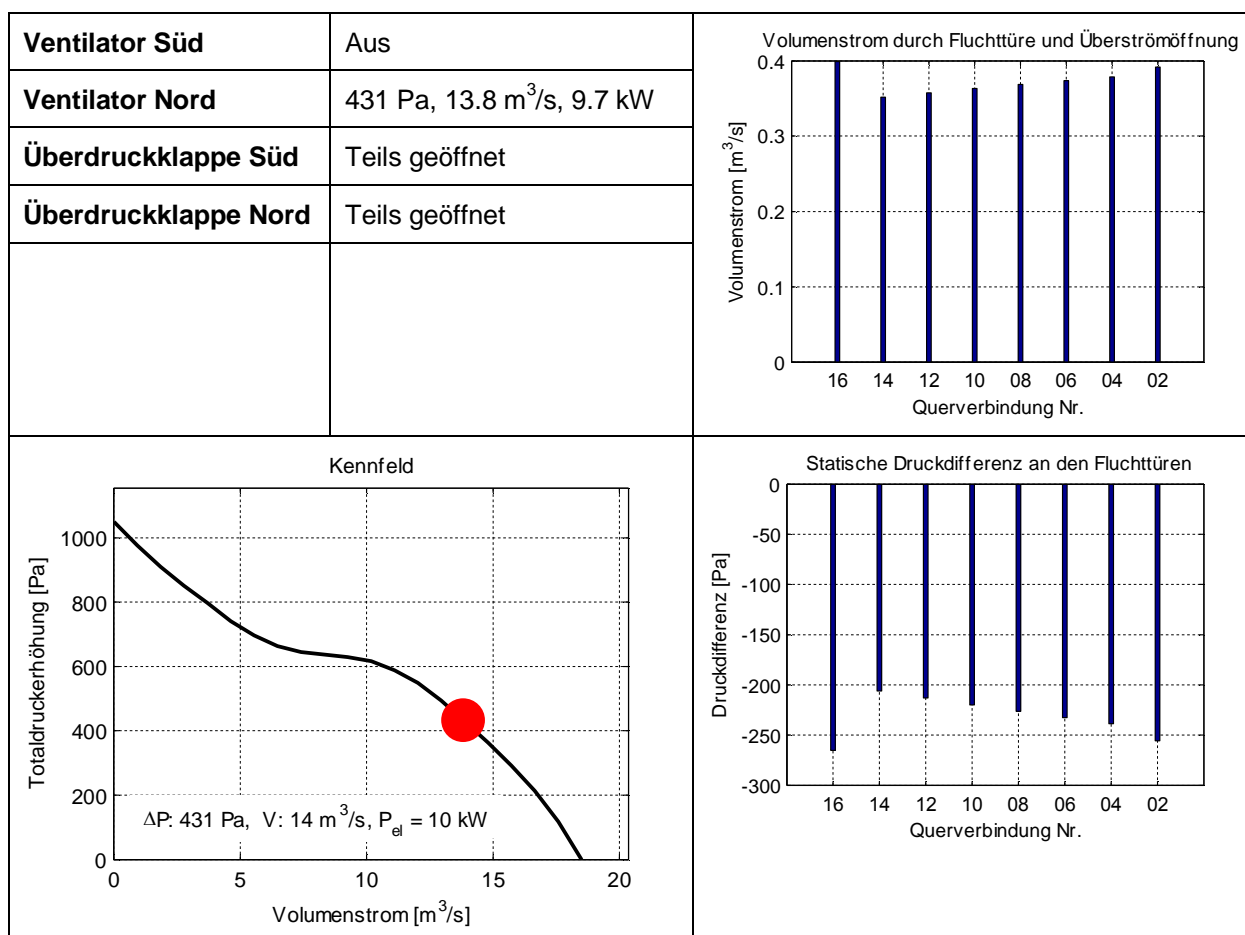 Ventilator Süd Aus
Ventilator Nord 431 Pa, 13.8 m³/s, 9.7 kW
Überdruckklappe Süd Teils geöffnet
Überdruckklappe Nord Teils geöffnet
Volumenstrom durch Fluchttüre und Überströmöffnung
Volumenstrom [m³/s]
0.4
0.3
0.2
0.1
0
16 14 12 10 08 06 04 02
Querverbindung Nr.
Kennfeld
Totaldruckerhöhung [Pa]
1000
800
600
400
200
0
ΔP: 431 Pa, V: 14 m³/s, Pel = 10 kW
0 5 10 15 20
Volumenstrom [m³/s]
Statische Druckdifferenz an den Fluchttüren
Druckdifferenz [Pa]
0
-50
-100
-150
-200
-250
-300
16 14 12 10 08 06 04 02
Querverbindung Nr.